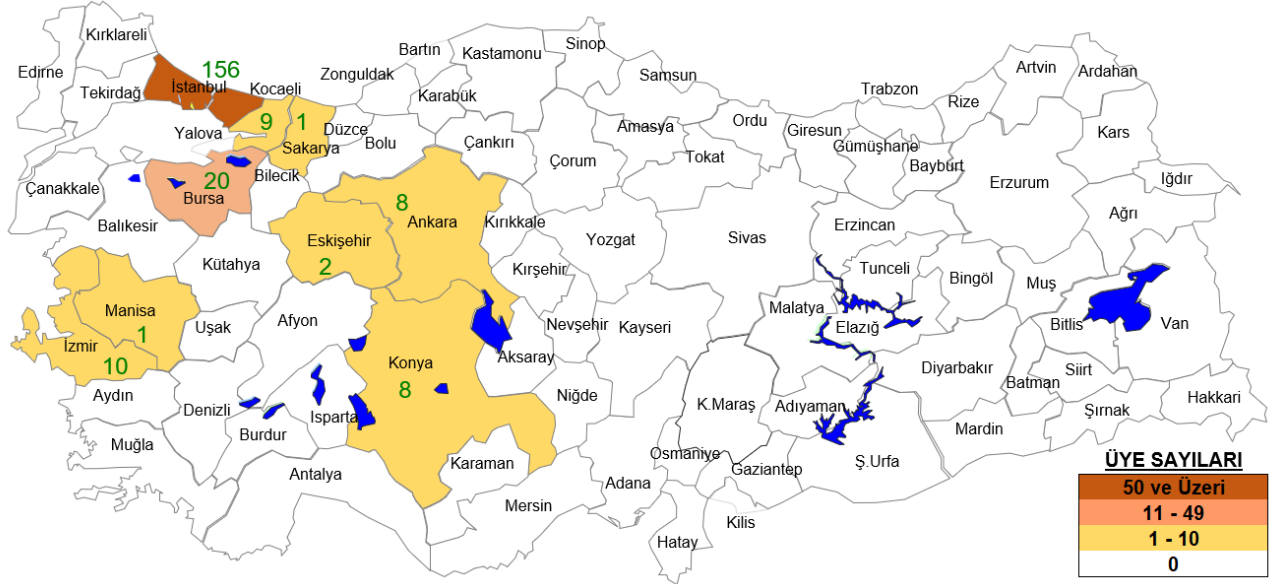 Kırklareli
Edirne
Tekirdağ
156
İstanbul
Kocaeli
9
1
Yalova
Sakarya
Düzce
Zonguldak
Bartın
Kastamonu
Karabük
Sinop
Samsun
Bolu
Çankırı
Amasya
Çorum
Tokat
Ordu
Giresun
Trabzon
Gümüşhane
Bayburt
Rize
Artvin
Ardahan
Kars
Iğdır
Erzurum
Ağrı
Çanakkale
20
Bursa
Bilecik
Balıkesir
Kütahya
Eskişehir
2
8
Ankara
Kırıkkale
Kırşehir
Yozgat
Sivas
Erzincan
Tunceli
Bingöl
Muş
Bitlis
Van
Manisa
1
İzmir
10
Uşak
Afyon
Konya
8
Aksaray
Nevşehir
Kayseri
Malatya
Elazığ
Diyarbakır
Batman
Siirt
Şırnak
Hakkari
Aydın
Denizli
Muğla
Burdur
Isparta
Antalya
Karaman
Niğde
Mersin
Adana
K.Maraş
Osmaniye
Adıyaman
Gaziantep
Ş.Urfa
Mardin
Kilis
Hatay
ÜYE SAYILARI
50 ve Üzeri
11 - 49
1 - 10
0